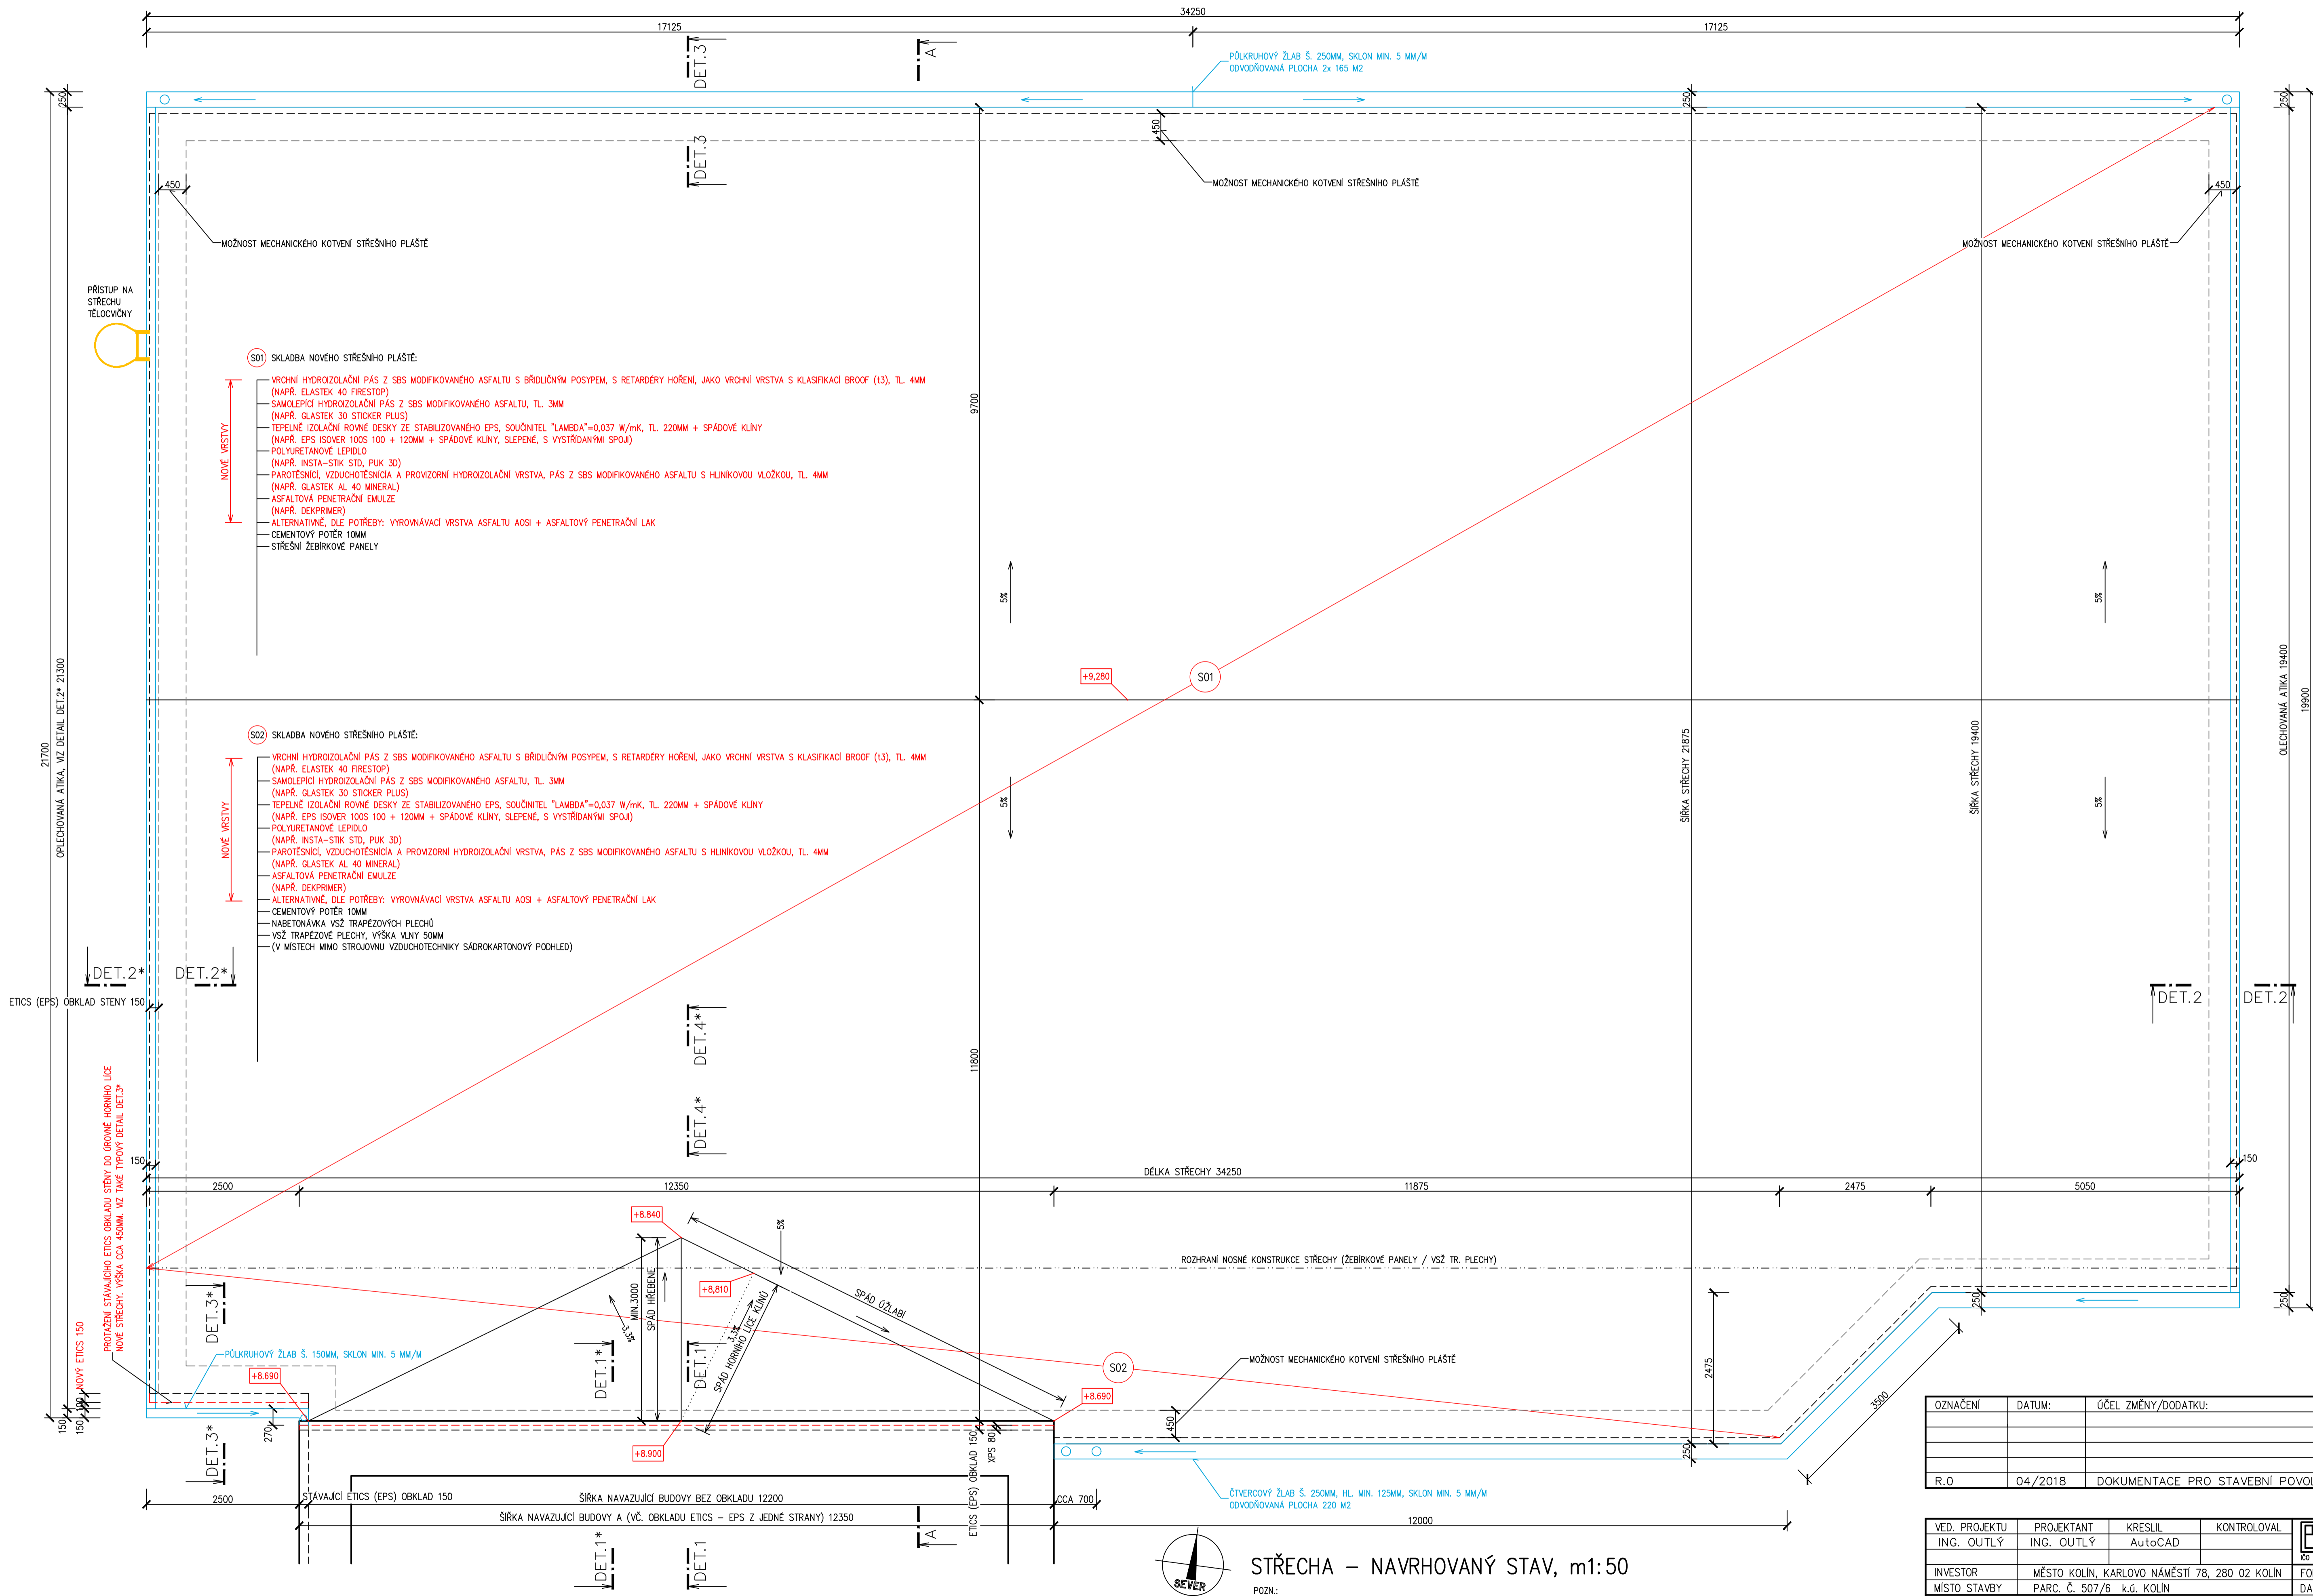 34250
17125
17125
DET.3
A
PŮLKRUHOVÝ ŽLAB Š. 250MM, SKLON MIN. 5 MM/M
ODVODŇOVANÁ PLOCHA 2x 165 M2
250
250
250
450
DET.3
450
450
MOŽNOST MECHANICKÉHO KOTVENÍ STŘEŠNÍHO PLÁŠTĚ
MOŽNOST MECHANICKÉHO KOTVENÍ STŘEŠNÍHO PLÁŠTĚ
MOŽNOST MECHANICKÉHO KOTVENÍ STŘEŠNÍHO PLÁŠTĚ
PŘÍSTUP NA
STŘECHU
TĚLOCVIČNY
S01 SKLADBA NOVÉHO STŘEŠNÍHO PLÁŠTĚ:
NOVÉ VRSTVY
VRCHNÍ HYDROIZOLAČNÍ PÁS Z SBS MODIFIKOVANÉHO ASFALTU S BŘIDLIČNÝM POSYPEM, S RETARDÉRY HOŘENÍ, JAKO VRCHNÍ VRSTVA S KLASIFIKACÍ BROOF (t3), TL. 4MM
(NAPŘ. ELASTEK 40 FIRESTOP)
SAMOLEPÍCÍ HYDROIZOLAČNÍ PÁS Z SBS MODIFIKOVANÉHO ASFALTU, TL. 3MM
(NAPŘ. GLASTEK 30 STICKER PLUS)
TEPELNĚ IZOLAČNÍ ROVNÉ DESKY ZE STABILIZOVANÉHO EPS, SOUČINITEL "LAMBDA"=0,037 W/mK, TL. 220MM + SPÁDOVÉ KLÍNY
(NAPŘ. EPS ISOVER 100S 100 + 120MM + SPÁDOVÉ KLÍNY, SLEPENÉ, S VYSTŘÍDANÝMI SPOJI)
POLYURETANOVÉ LEPIDLO
(NAPŘ. INSTA-STIK STD, PUK 3D)
PAROTĚSNÍCÍ, VZDUCHOTĚSNÍCÍA A PROVIZORNÍ HYDROIZOLAČNÍ VRSTVA, PÁS Z SBS MODIFIKOVANÉHO ASFALTU S HLINÍKOVOU VLOŽKOU, TL. 4MM
(NAPŘ. GLASTEK AL 40 MINERAL)
ASFALTOVÁ PENETRAČNÍ EMULZE
(NAPŘ. DEKPRIMER)
ALTERNATIVNĚ, DLE POTŘEBY: VYROVNÁVACÍ VRSTVA ASFALTU AOSI + ASFALTOVÝ PENETRAČNÍ LAK
CEMENTOVÝ POTĚR 10MM
STŘEŠNÍ ŽEBÍRKOVÉ PANELY
9700
5%
5%
+9,280
S01
21700
OPLECHOVANÁ ATIKA, VIZ DETAIL DET.2* 21300
OLECHOVANÁ ATIKA 19400
19900
ŠÍŘKA STŘECHY 21875
ŠÍŘKA STŘECHY 19400
S02 SKLADBA NOVÉHO STŘEŠNÍHO PLÁŠTĚ:
NOVÉ VRSTVY
VRCHNÍ HYDROIZOLAČNÍ PÁS Z SBS MODIFIKOVANÉHO ASFALTU S BŘIDLIČNÝM POSYPEM, S RETARDÉRY HOŘENÍ, JAKO VRCHNÍ VRSTVA S KLASIFIKACÍ BROOF (t3), TL. 4MM
(NAPŘ. ELASTEK 40 FIRESTOP)
SAMOLEPÍCÍ HYDROIZOLAČNÍ PÁS Z SBS MODIFIKOVANÉHO ASFALTU, TL. 3MM
(NAPŘ. GLASTEK 30 STICKER PLUS)
TEPELNĚ IZOLAČNÍ ROVNÉ DESKY ZE STABILIZOVANÉHO EPS, SOUČINITEL "LAMBDA"=0,037 W/mK, TL. 220MM + SPÁDOVÉ KLÍNY
(NAPŘ. EPS ISOVER 100S 100 + 120MM + SPÁDOVÉ KLÍNY, SLEPENÉ, S VYSTŘÍDANÝMI SPOJI)
POLYURETANOVÉ LEPIDLO
(NAPŘ. INSTA-STIK STD, PUK 3D)
PAROTĚSNÍCÍ, VZDUCHOTĚSNÍCÍA A PROVIZORNÍ HYDROIZOLAČNÍ VRSTVA, PÁS Z SBS MODIFIKOVANÉHO ASFALTU S HLINÍKOVOU VLOŽKOU, TL. 4MM
(NAPŘ. GLASTEK AL 40 MINERAL)
ASFALTOVÁ PENETRAČNÍ EMULZE
(NAPŘ. DEKPRIMER)
ALTERNATIVNĚ, DLE POTŘEBY: VYROVNÁVACÍ VRSTVA ASFALTU AOSI + ASFALTOVÝ PENETRAČNÍ LAK
CEMENTOVÝ POTĚR 10MM
NABETONÁVKA VSŽ TRAPÉZOVÝCH PLECHŮ
VSŽ TRAPÉZOVÉ PLECHY, VÝŠKA VLNY 50MM
(V MÍSTECH MIMO STROJOVNU VZDUCHOTECHNIKY SÁDROKARTONOVÝ PODHLED)
5%
5%
DET.2*
DET.2*
DET.2
DET.2
ETICS (EPS) OBKLAD STENY 150
DET.4*
DET.4*
11800
PROTAŽENÍ STÁVAJÍCÍHO ETICS OBKLADU STĚNY DO ÚROVNĚ HORNÍHO LÍCE
NOVÉ STŘECHY. VÝŠKA CCA 450MM. VIZ TAKÉ TYPOVÝ DETAIL DET.3*
150
150
DÉLKA STŘECHY 34250
2500
12350
11875
2475
5050
+8.840
5%
ROZHRANÍ NOSNÉ KONSTRUKCE STŘECHY (ŽEBÍRKOVÉ PANELY / VSŽ TR. PLECHY)
MIN.3000
SPÁD HŘEBENE
+8,810
SPÁD ÚŽLABÍ
3,3%
3,3%
SPÁD HORNÍHO LÍCE KLÍNŮ
DET.3*
DET.1*
DET.1
NOVÝ ETICS 150
100
150
150
PŮLKRUHOVÝ ŽLAB Š. 150MM, SKLON MIN. 5 MM/M
+8.690
+8.690
S02
MOŽNOST MECHANICKÉHO KOTVENÍ STŘEŠNÍHO PLÁŠTĚ
2475
250
250
3500
450
250
270
DET.3*
+8.900
ETICS (EPS) OBKLAD 150
XPS 80
2500
STÁVAJÍCÍ ETICS (EPS) OBKLAD 150
ŠÍŘKA NAVAZUJÍCÍ BUDOVY BEZ OBKLADU 12200
CCA 700
ČTVERCOVÝ ŽLAB Š. 250MM, HL. MIN. 125MM, SKLON MIN. 5 MM/M
ODVODŇOVANÁ PLOCHA 220 M2
ŠÍŘKA NAVAZUJÍCÍ BUDOVY A (VČ. OBKLADU ETICS – EPS Z JEDNÉ STRANY) 12350
12000
DET.1*
DET.1
A
SEVER
STŘECHA – NAVRHOVANÝ STAV, m1:50
POZN.:
OZNAČENÍ DATUM: ÚČEL ZMĚNY/DODATKU:
R.0 04/2018 DOKUMENTACE PRO STAVEBNÍ
VED. PROJEKTU PROJEKTANT KRESLIL KONTROLOVAL
ING. OUTLÝ ING. OUTLÝ AutoCAD
IČO
INVESTOR MĚSTO KOLÍN, KARLOVO NÁMĚSTÍ 78, 280 02 KOLÍN
MÍSTO STAVBY PARC. Č. 507/6 k.ú. KOLÍN